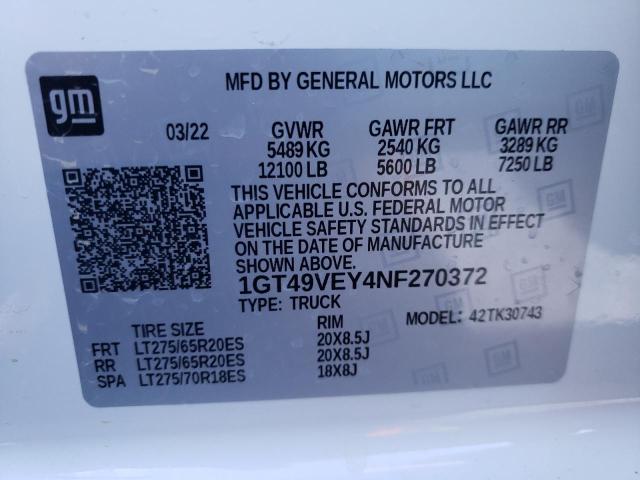 gm
MFD BY GENERAL MOTORS LLC
03/22 GVWR GAWR FRT GAWR RR
5489 KG 2540 KG 3289 KG
12100 LB 5600 LB 7250 LB
THIS VEHICLE CONFORMS TO ALL
APPLICABLE U.S. FEDERAL MOTOR
VEHICLE SAFETY STANDARDS IN EFFECT
ON THE DATE OF MANUFACTURE
SHOWN ABOVE.
1GT49VEY4NF270372
TYPE: TRUCK MODEL: 42TK30743
TIRE SIZE RIM
FRT LT275/65R20ES 20X8.5J
RR LT275/65R20ES 20X8.5J
SPA LT275/70R18ES 18X8J